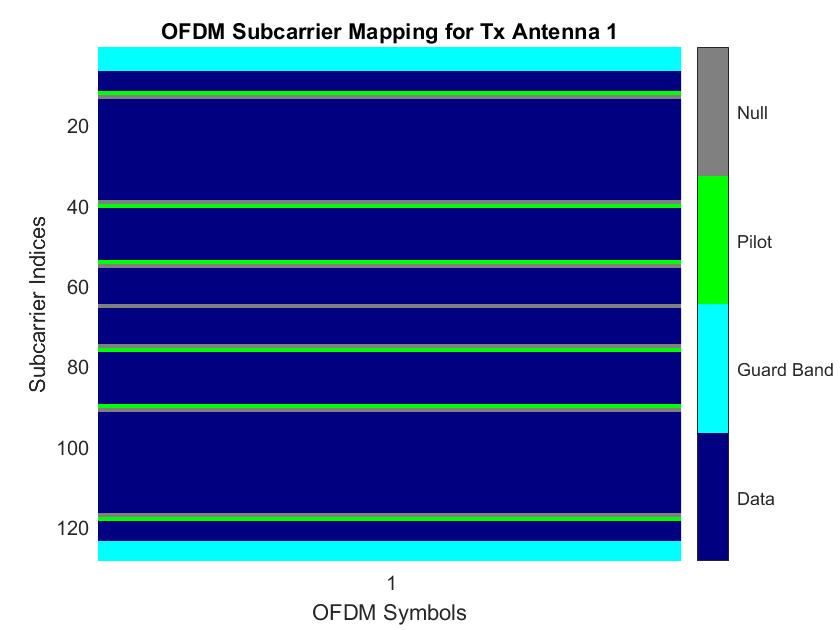 OFDM Subcarrier Mapping for Tx Antenna 1
Subcarrier Indices
20
40
60
80
100
120
1
OFDM Symbols
Null
Pilot
Guard Band
Data